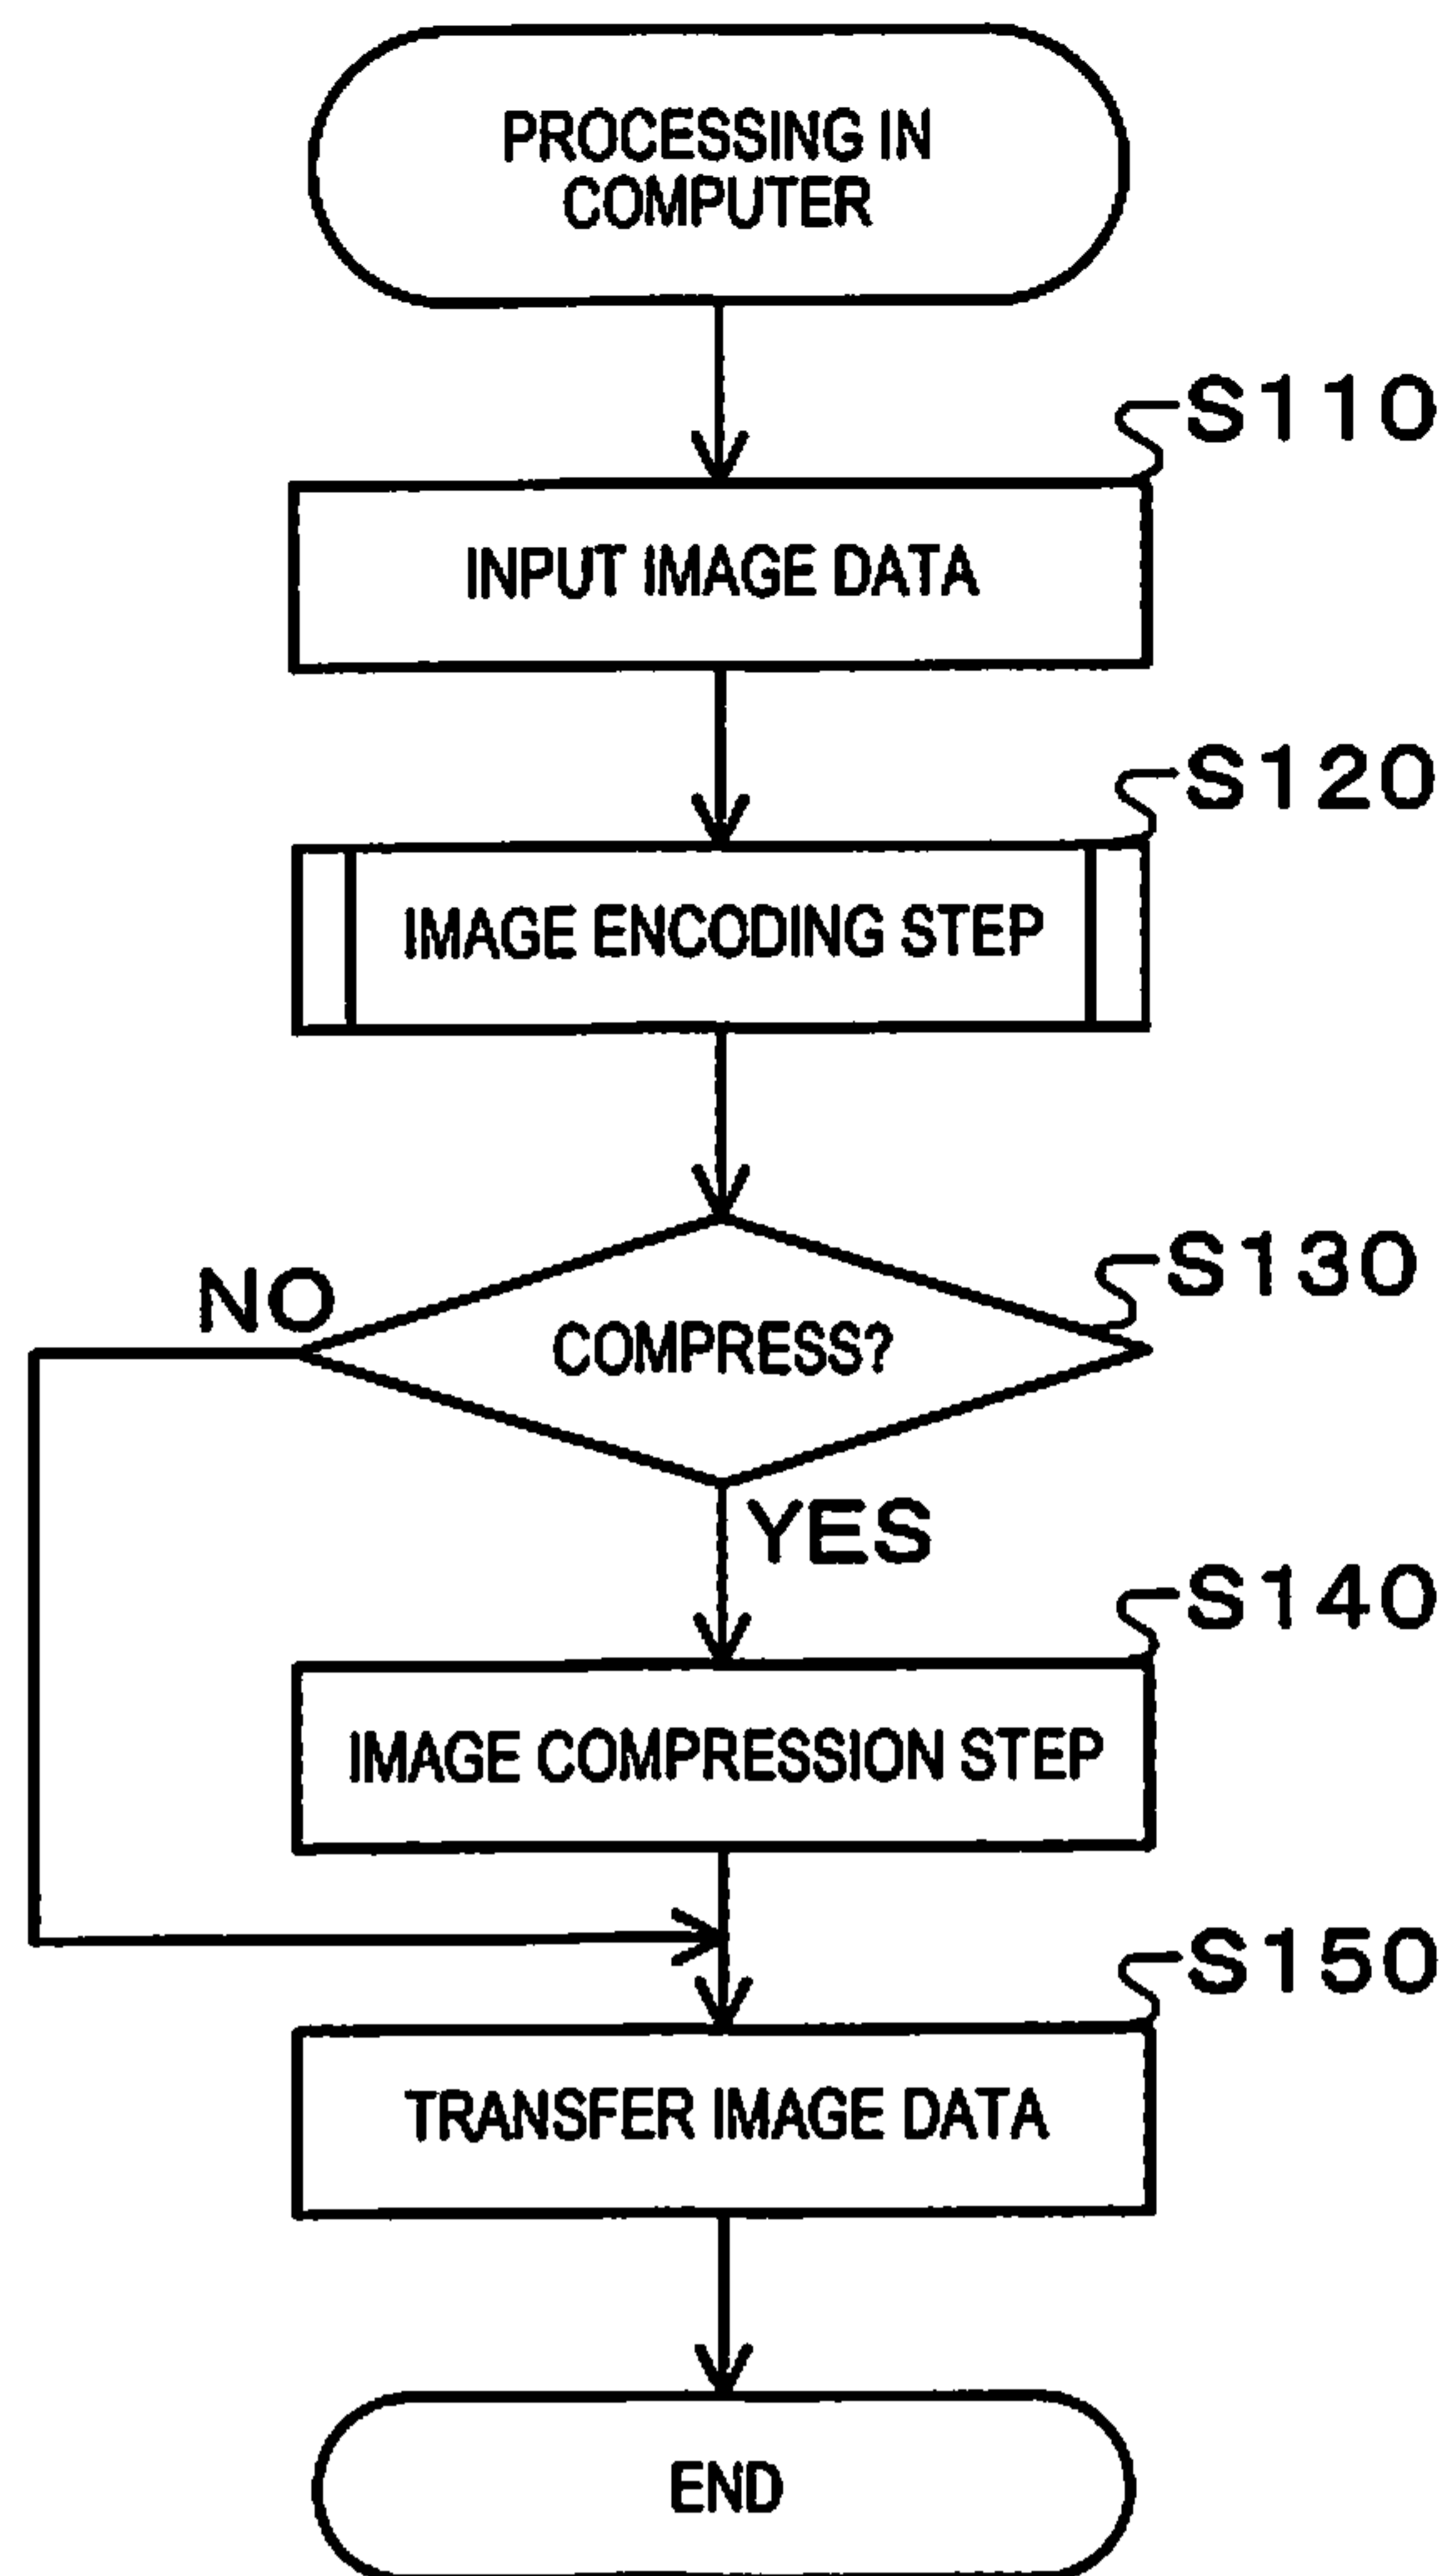 PROCESSING IN
COMPUTER
S110
INPUT IMAGE DATA
S120
IMAGE ENCODING STEP
S130
NO
COMPRESS?
YES
S140
IMAGE COMPRESSION STEP
S150
TRANSFER IMAGE DATA
END